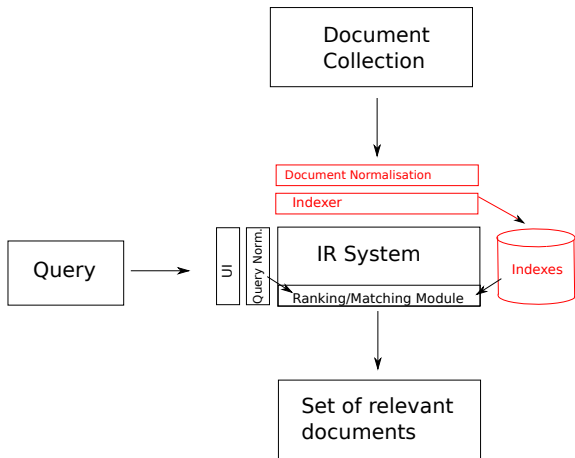 Document
Collection
Document Normalisation
Indexer
Query
UI
Query Norm.
IR System
Ranking/Matching Module
Indexes
Set of relevant
documents